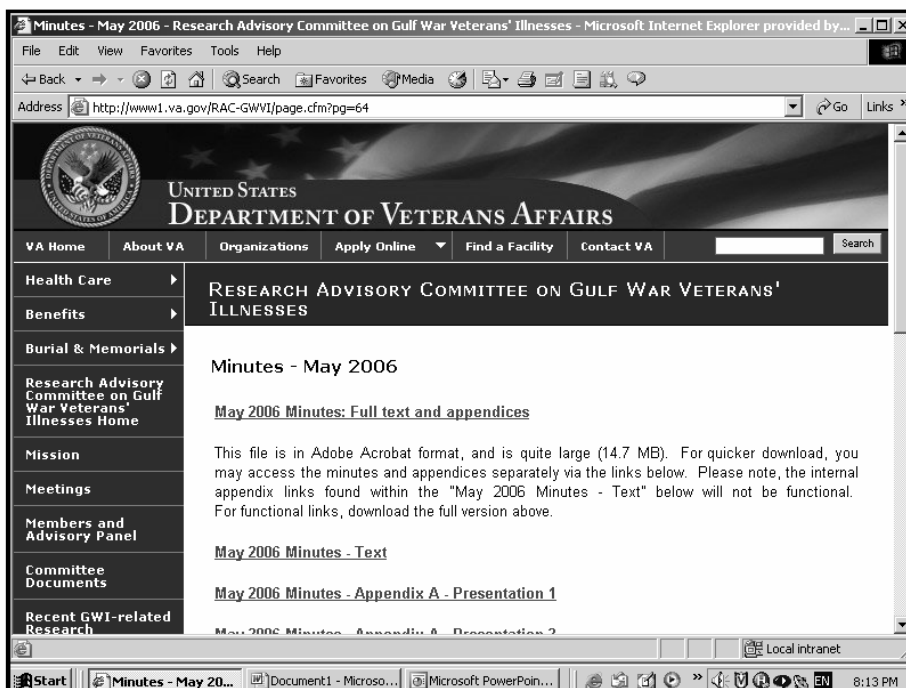 Minutes - May 2006 - Research Advisory Committee on Gulf War Veterans' Illnesses - Microsoft Internet Explorer provided by...
File Edit View Favorites Tools Help
Back Search Favorites Media
Address http://www1.va.gov/RAC-GWVI/page.cfm?pg=64 Go Links »
UNITED STATES
DEPARTMENT OF VETERANS AFFAIRS
VA Home About VA Organizations Apply Online Find a Facility Contact VA Search
Health Care
Benefits
Burial & Memorials
Research Advisory
Committee on Gulf
War Veterans'
Illnesses Home
Mission
Meetings
Members and
Advisory Panel
Committee
Documents
Recent GWI-related
Research
RESEARCH ADVISORY COMMITTEE ON GULF WAR VETERANS'
ILLNESSES
Minutes - May 2006
May 2006 Minutes: Full text and appendices
This file is in Adobe Acrobat format, and is quite large (14.7 MB). For quicker download, you
may access the minutes and appendices separately via the links below. Please note, the internal
appendix links found within the "May 2006 Minutes - Text" below will not be functional.
For functional links, download the full version above.
May 2006 Minutes - Text
May 2006 Minutes - Appendix A - Presentation 1
May 2006 Minutes - Appendix A - Presentation 2
Local intranet
Start Minutes - May 20... Document1 - Microso... Microsoft PowerPoin... » EN 8:13 PM